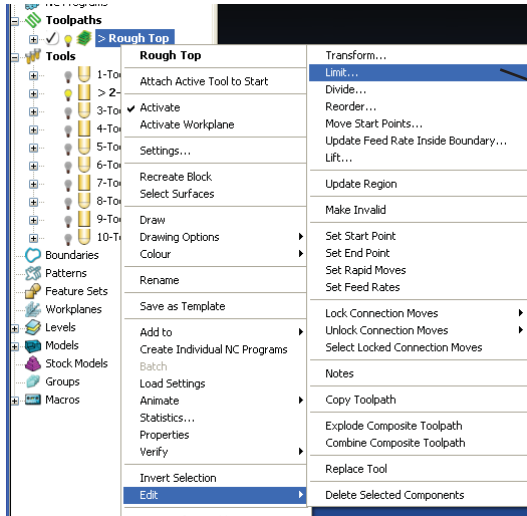 NC Programs
Toolpaths
> Rough Top
Tools
1-To
> 2-
3-To
4-To
5-To
6-To
7-To
8-To
9-To
10-T
Boundaries
Patterns
Feature Sets
Workplanes
Levels
Models
Stock Models
Groups
Macros
Rough Top
Attach Active Tool to Start
Activate
Activate Workplane
Settings...
Recreate Block
Select Surfaces
Draw
Drawing Options
Colour
Rename
Save as Template
Add to
Create Individual NC Programs
Batch
Load Settings
Animate
Statistics...
Properties
Verify
Invert Selection
Edit
Transform...
Limit...
Divide...
Reorder...
Move Start Points...
Update Feed Rate Inside Boundary...
Lift...
Update Region
Make Invalid
Set Start Point
Set End Point
Set Rapid Moves
Set Feed Rates
Lock Connection Moves
Unlock Connection Moves
Select Locked Connection Moves
Notes
Copy Toolpath
Explode Composite Toolpath
Combine Composite Toolpath
Replace Tool
Delete Selected Components